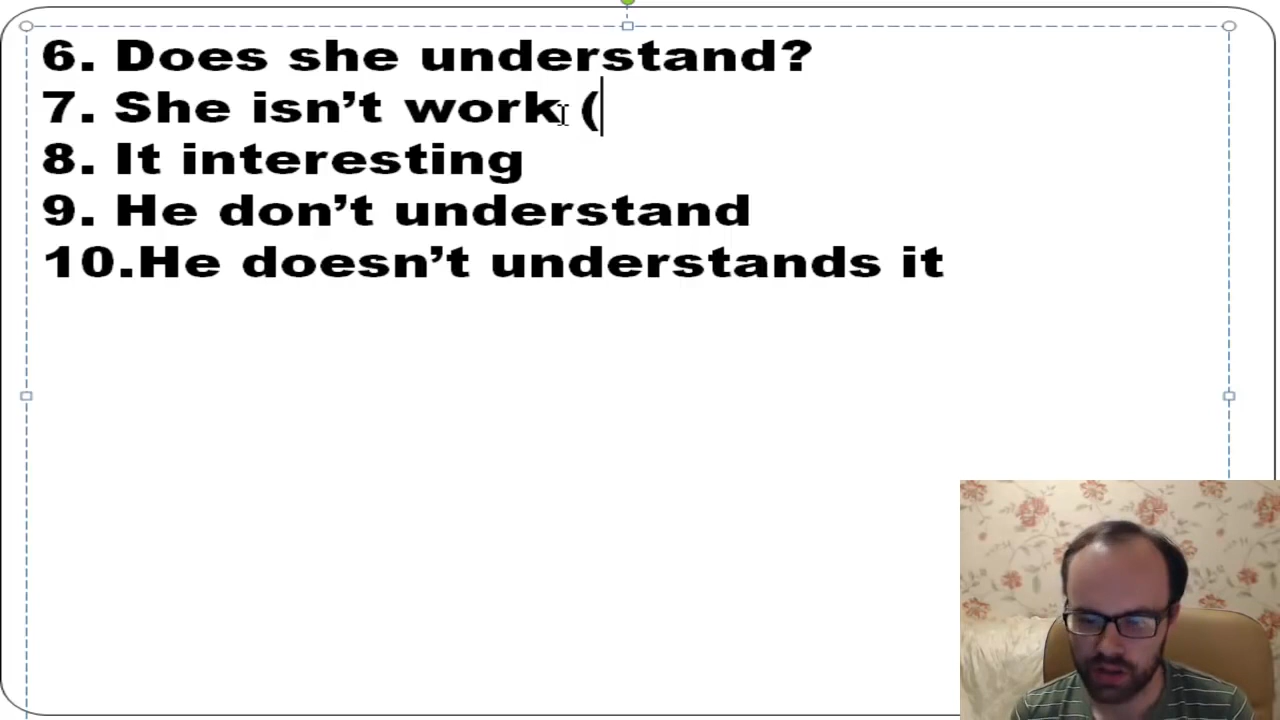 6. Does she understand?
7. She isn’t work (
8. It interesting
9. He don’t understand
10.He doesn’t understands it